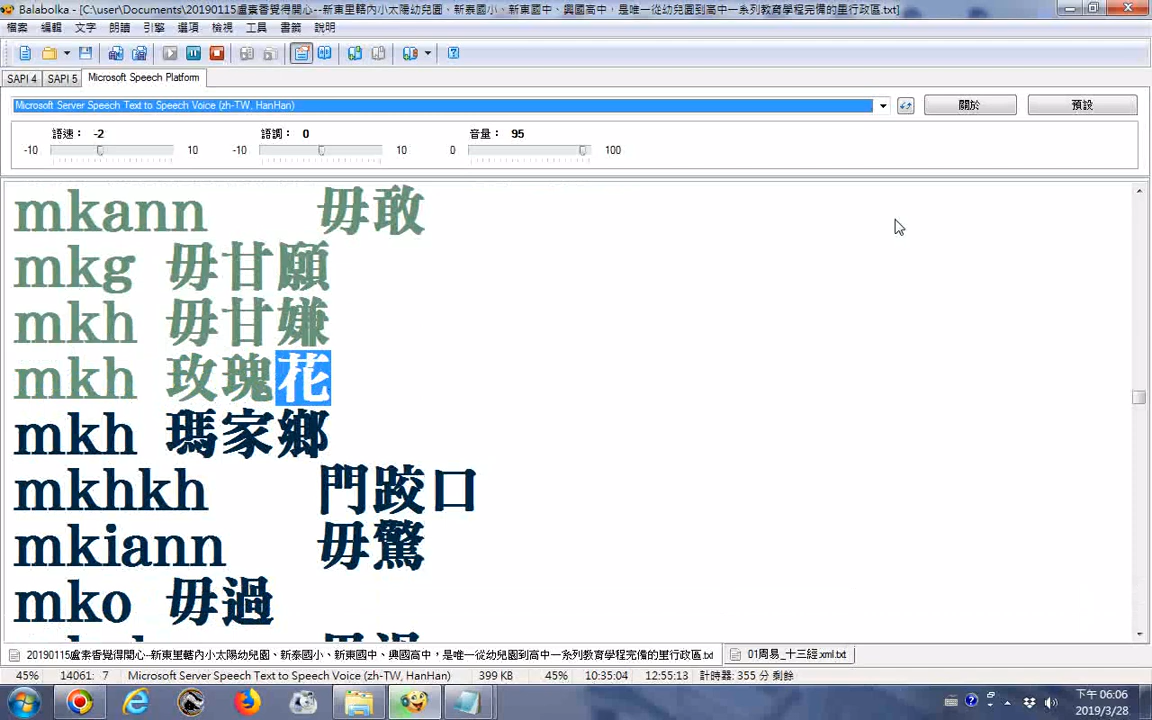 Balabolka - [C:\user\Documents\20190115盧素香覺得開心--新東里轄內小太陽幼兒園、新泰國小、新東國中、興國高中，是唯一從幼兒園到高中一系列教育學程完備的里行政區.txt]
檔案 編輯 文字 朗讀 引擎 選項 檢視 工具 書籤 說明
SAPI 4 SAPI 5 Microsoft Speech Platform
Microsoft Server Speech Text to Speech Voice (zh-TW, HanHan) 關於 預設
語速： -2 語調： 0 音量： 95
-10 10 -10 10 0 100
mkann 毋敢
mkg 毋甘願
mkh 毋甘嫌
mkh 玫瑰花
mkh 瑪家鄉
mkhkh 門跤口
mkiann 毋驚
mko 毋過
20190115盧素香覺得開心--新東里轄內小太陽幼兒園、新泰國小、新東國中、興國高中，是唯一從幼兒園到高中一系列教育學程完備的里行政區.txt 01周易_十三經.xml.txt
45% 14061: 7 Microsoft Server Speech Text to Speech Voice (zh-TW, HanHan) 399 KB 45% 10:35:04 12:55:13 計時器: 355 分 剩餘
下午 06:06
2019/3/28